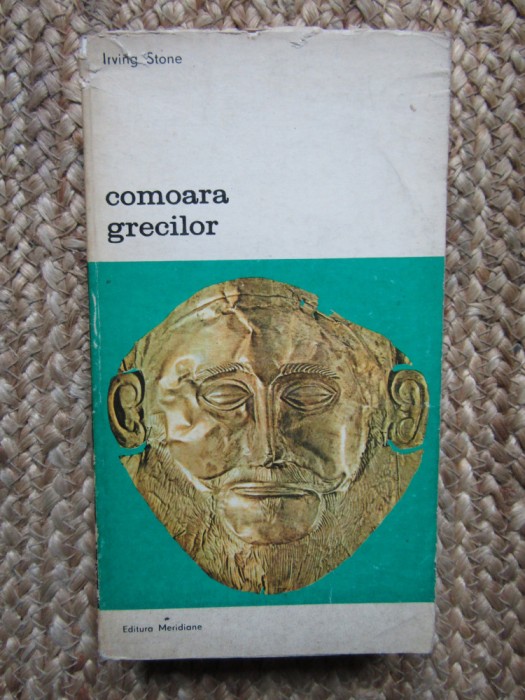 Irving Stone
comoara
grecilor
Editura Meridiane